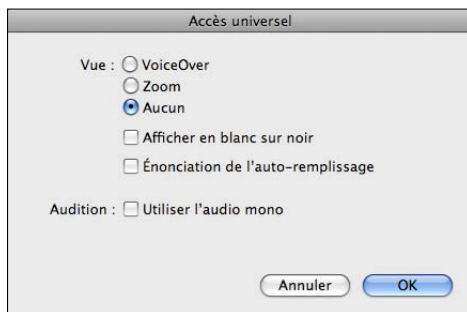 Accès universel
Vue : VoiceOver
Zoom
Aucun
Afficher en blanc sur noir
Énonciation de l'auto-remplissage
Audition : Utiliser l'audio mono
Annuler OK